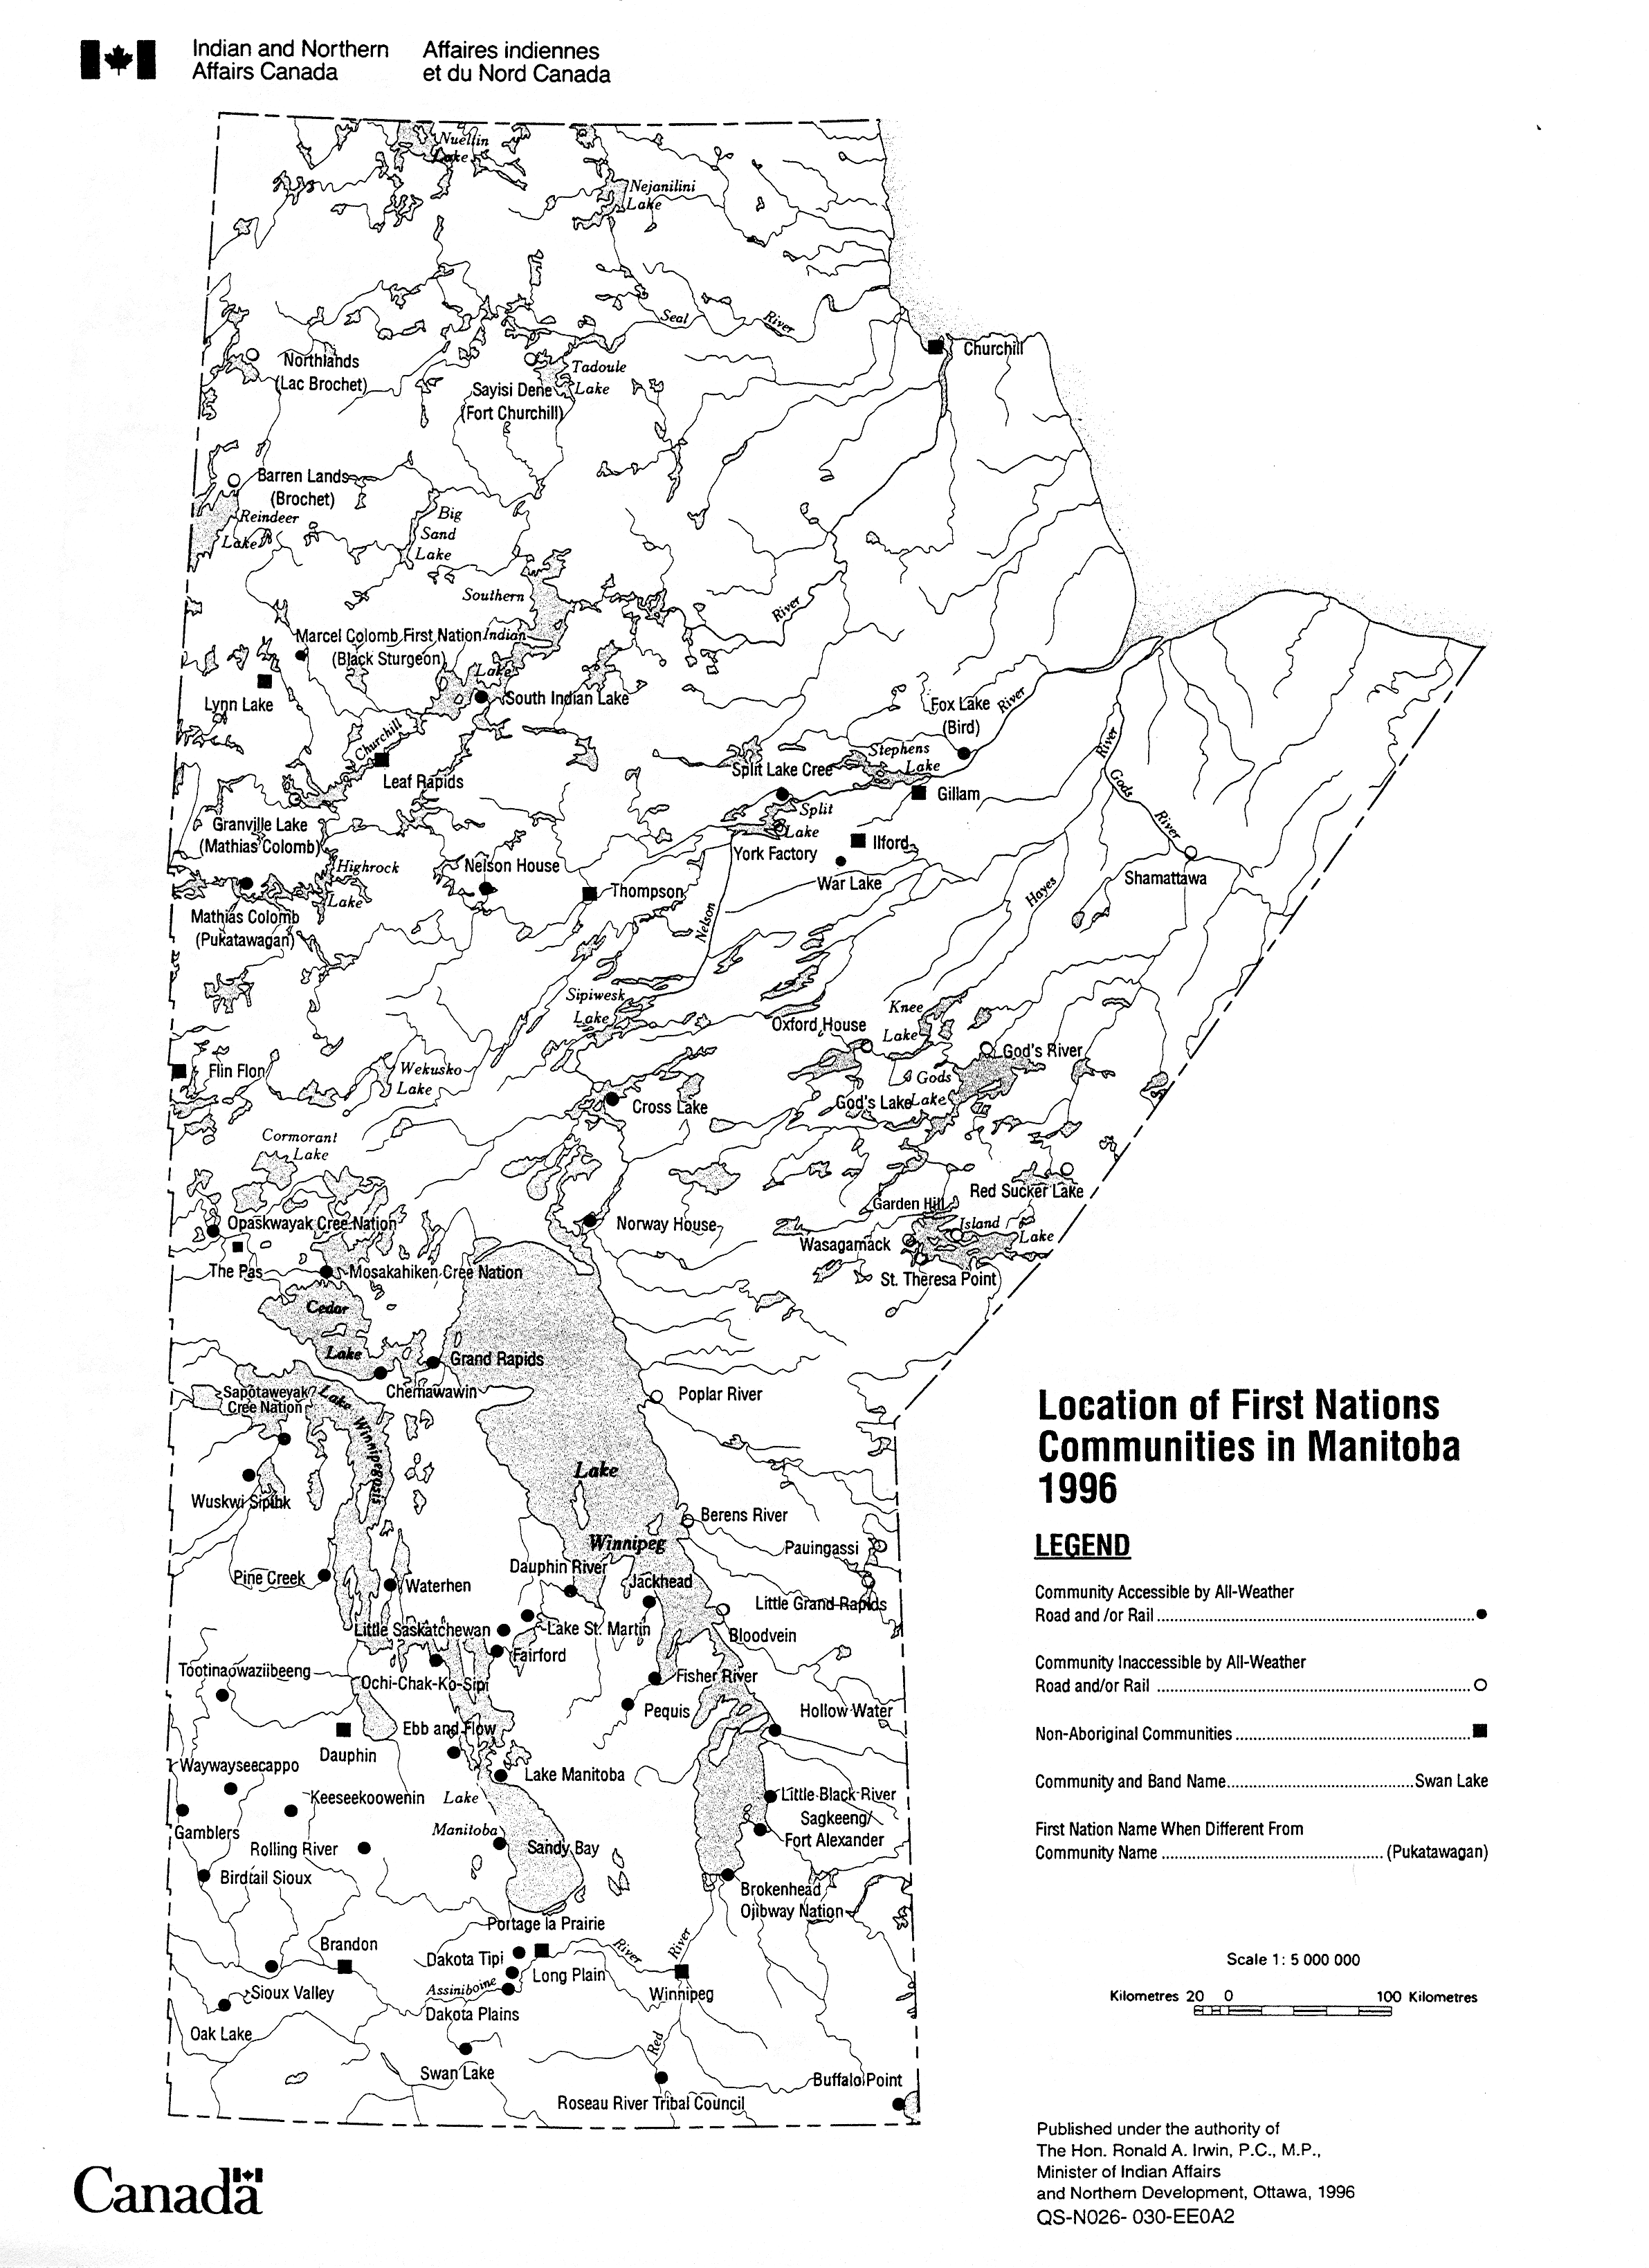 Indian and Northern
Affairs Canada
Affaires indiennes
et du Nord Canada
Nuellin
Lake
Nejanilini
Lake
Seal
River
Churchill
Northlands
(Lac Brochet)
Tadoule
Lake
Sayisi Dene
(Fort Churchill)
Barren Lands
(Brochet)
Reindeer
Lake
Big
Sand
Lake
Southern
Indian
Lake
River
Marcel Colomb First Nation
(Black Sturgeon)
Lynn Lake
South Indian Lake
Fox Lake
(Bird)
River
Churchill
Leaf Rapids
Stephens
Lake
Split Lake Cree
Gillam
River
Gods
River
Granville Lake
(Mathias Colomb)
Split
Lake
Ilford
York Factory
War Lake
Highrock
Lake
Nelson House
Thompson
Nelson
Hayes
Shamattawa
Mathias Colomb
(Pukatawagan)
Sipiwesk
Lake
Knee
Lake
Oxford House
God's River
Flin Flon
Wekusko
Lake
Gods
Lake
God's Lake
Cross Lake
Cormorant
Lake
Red Sucker Lake
Garden Hill
Island
Lake
Opaskwayak Cree Nation
Norway House
Wasagamack
The Pas
Mosakahiken Cree Nation
St. Theresa Point
Cedar
Lake
Grand Rapids
Chemawawin
Poplar River
Sapotaweyak
Cree Nation
Lake
Winnipegosis
Lake
Winnipeg
Wuskwi Sipihk
Berens River
Pauingassi
Dauphin River
Jackhead
Pine Creek
Waterhen
Little Grand Rapids
Little Saskatchewan
Lake St. Martin
Bloodvein
Fairford
Tootinaowaziibeeng
Ochi-Chak-Ko-Sipi
Fisher River
Pequis
Hollow Water
Ebb and Flow
Dauphin
Waywayseecappo
Lake Manitoba
Keeseekoowenin
Lake
Manitoba
Little Black River
Sagkeeng/
Fort Alexander
Gamblers
Rolling River
Sandy Bay
Birdtail Sioux
Brokenhead
Ojibway Nation
Portage la Prairie
Brandon
Dakota Tipi
River
River
Long Plain
Assiniboine
Winnipeg
Sioux Valley
Dakota Plains
Oak Lake
Red
Swan Lake
Buffalo Point
Roseau River Tribal Council
Location of First Nations
Communities in Manitoba
1996
LEGEND
Community Accessible by All-Weather
Road and /or Rail
Community Inaccessible by All-Weather
Road and/or Rail
Non-Aboriginal Communities
Community and Band Name Swan Lake
First Nation Name When Different From
Community Name (Pukatawagan)
Scale 1: 5 000 000
Kilometres 20 0 100 Kilometres
Published under the authority of
The Hon. Ronald A. Irwin, P.C., M.P.,
Minister of Indian Affairs
and Northern Development, Ottawa, 1996
QS-N026- 030-EE0A2
Canada